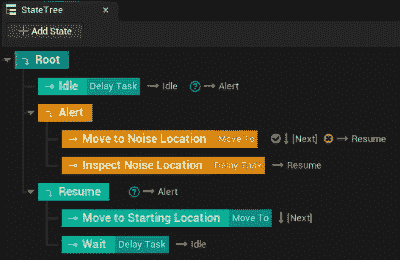 StateTree
+ Add State
Root
Idle Delay Task → Idle ? → Alert
Alert
Move to Noise Location Move To ↓ [Next] → Resume
Inspect Noise Location Delay Task → Resume
Resume ? → Alert
Move to Starting Location Move To ↓ [Next]
Wait Delay Task → Idle